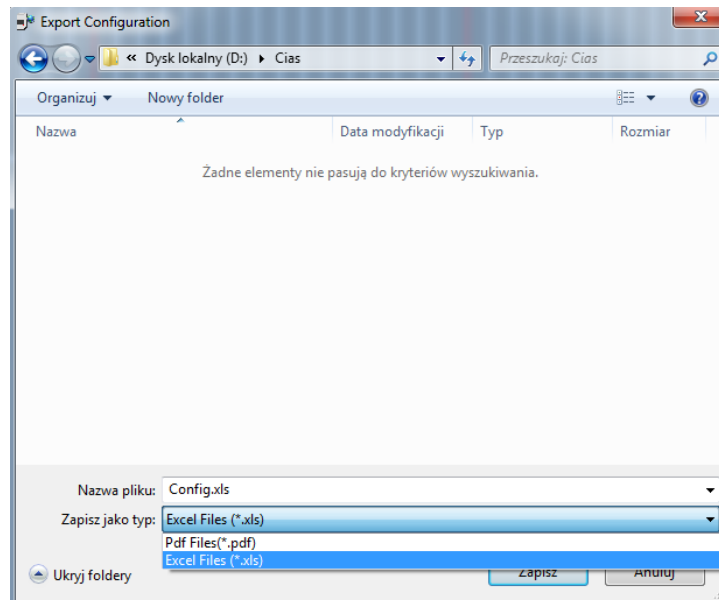 Export Configuration
« Dysk lokalny (D:) Cias Przeszukaj: Cias
Organizuj Nowy folder
Nazwa Data modyfikacji Typ Rozmiar
Żadne elementy nie pasują do kryteriów wyszukiwania.
Nazwa pliku: Config.xls
Zapisz jako typ: Excel Files (*.xls)
Pdf Files(*.pdf)
Excel Files (*.xls)
Ukryj foldery Zapisz Anuluj